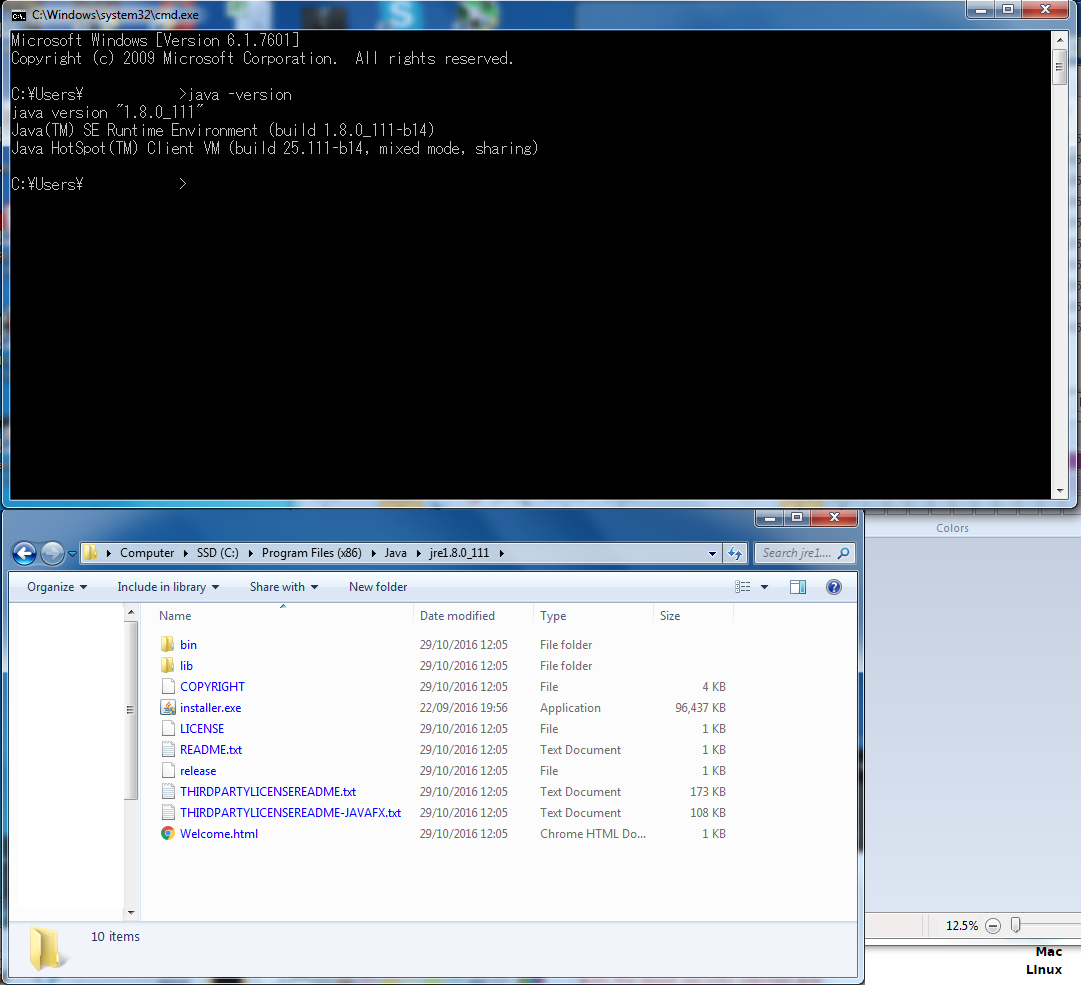 C:\Windows\system32\cmd.exe
Microsoft Windows [Version 6.1.7601]
Copyright (c) 2009 Microsoft Corporation.  All rights reserved.
C:¥Users¥ >java -version
java version "1.8.0_111"
Java(TM) SE Runtime Environment (build 1.8.0_111-b14)
Java HotSpot(TM) Client VM (build 25.111-b14, mixed mode, sharing)
C:¥Users¥ >
Colors
Computer SSD (C:) Program Files (x86) Java jre1.8.0_111 Search jre1....
Organize Include in library Share with New folder
Name Date modified Type Size
bin 29/10/2016 12:05 File folder
lib 29/10/2016 12:05 File folder
COPYRIGHT 29/10/2016 12:05 File 4 KB
installer.exe 22/09/2016 19:56 Application 96,437 KB
LICENSE 29/10/2016 12:05 File 1 KB
README.txt 29/10/2016 12:05 Text Document 1 KB
release 29/10/2016 12:05 File 1 KB
THIRDPARTYLICENSEREADME.txt 29/10/2016 12:05 Text Document 173 KB
THIRDPARTYLICENSEREADME-JAVAFX.txt 29/10/2016 12:05 Text Document 108 KB
Welcome.html 29/10/2016 12:05 Chrome HTML Do... 1 KB
10 items
12.5%
Mac
Linux